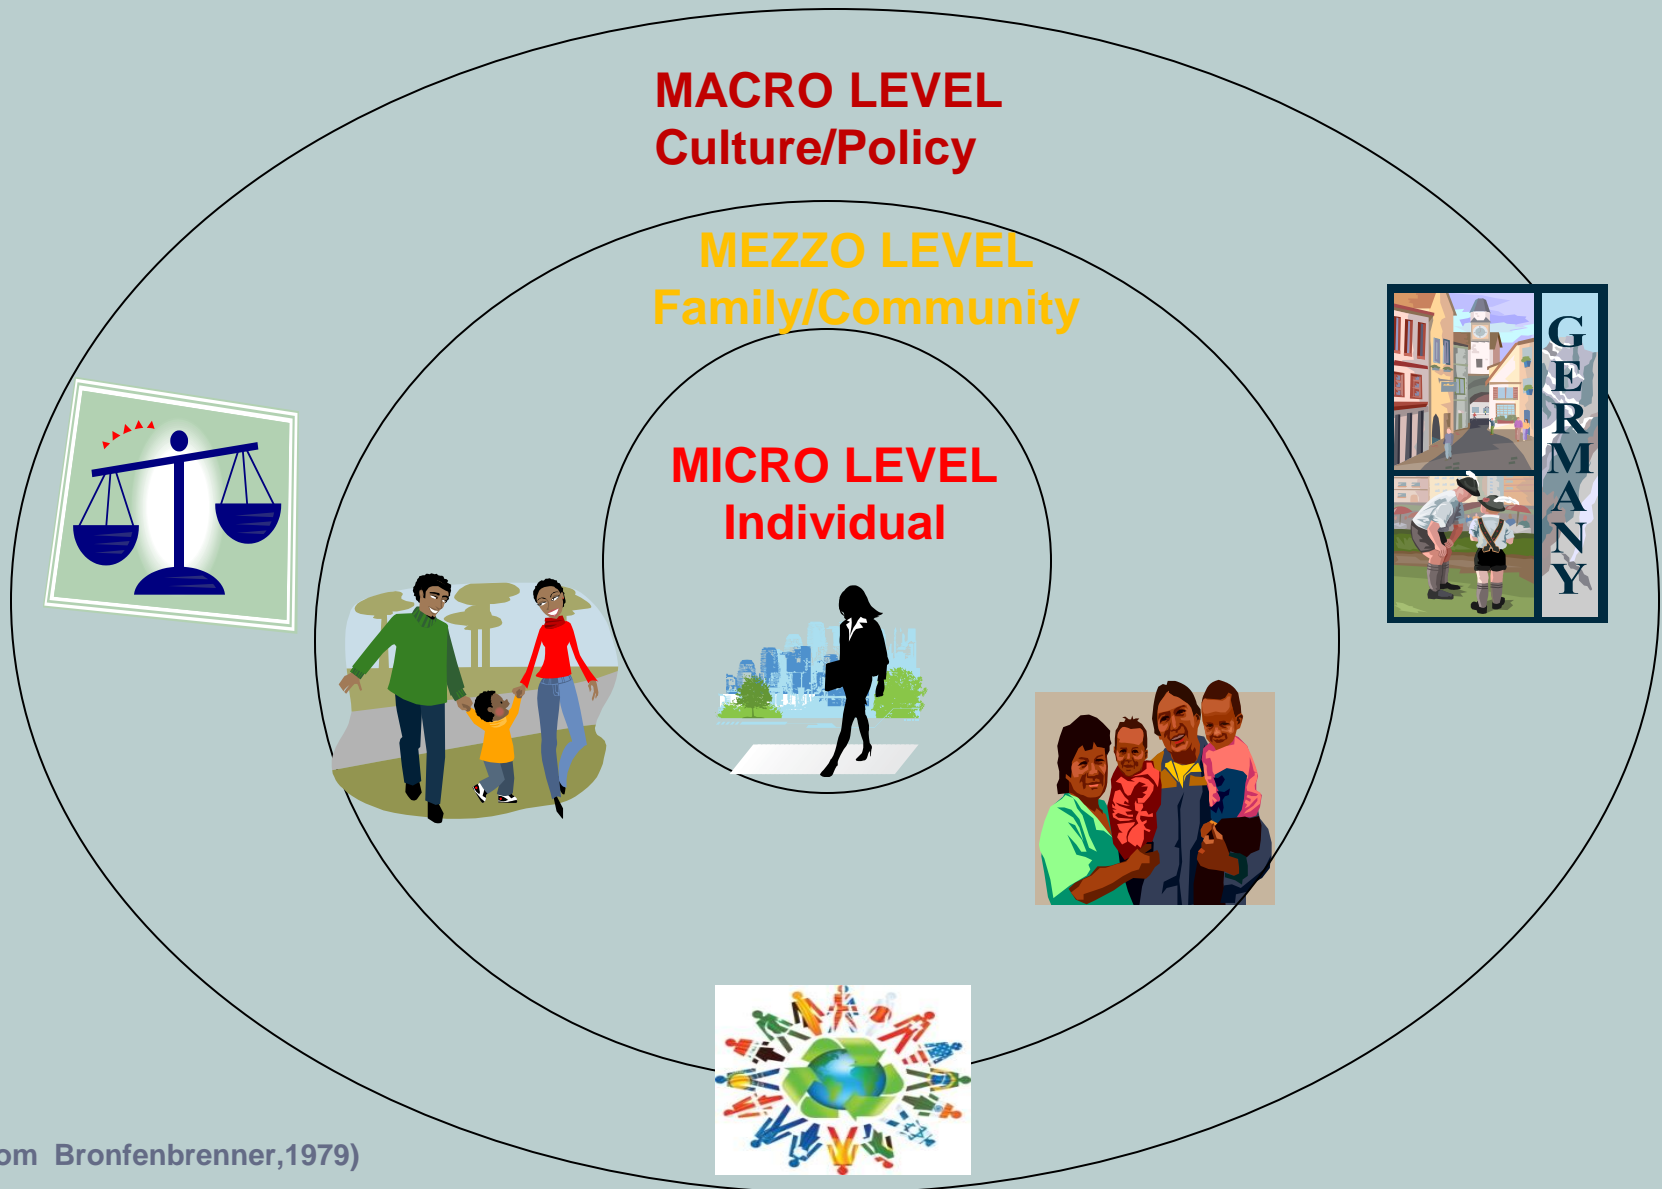 MACRO LEVEL
Culture/Policy
MEZZO LEVEL
Family/Community
MICRO LEVEL
Individual
GERMANY
om Bronfenbrenner,1979)